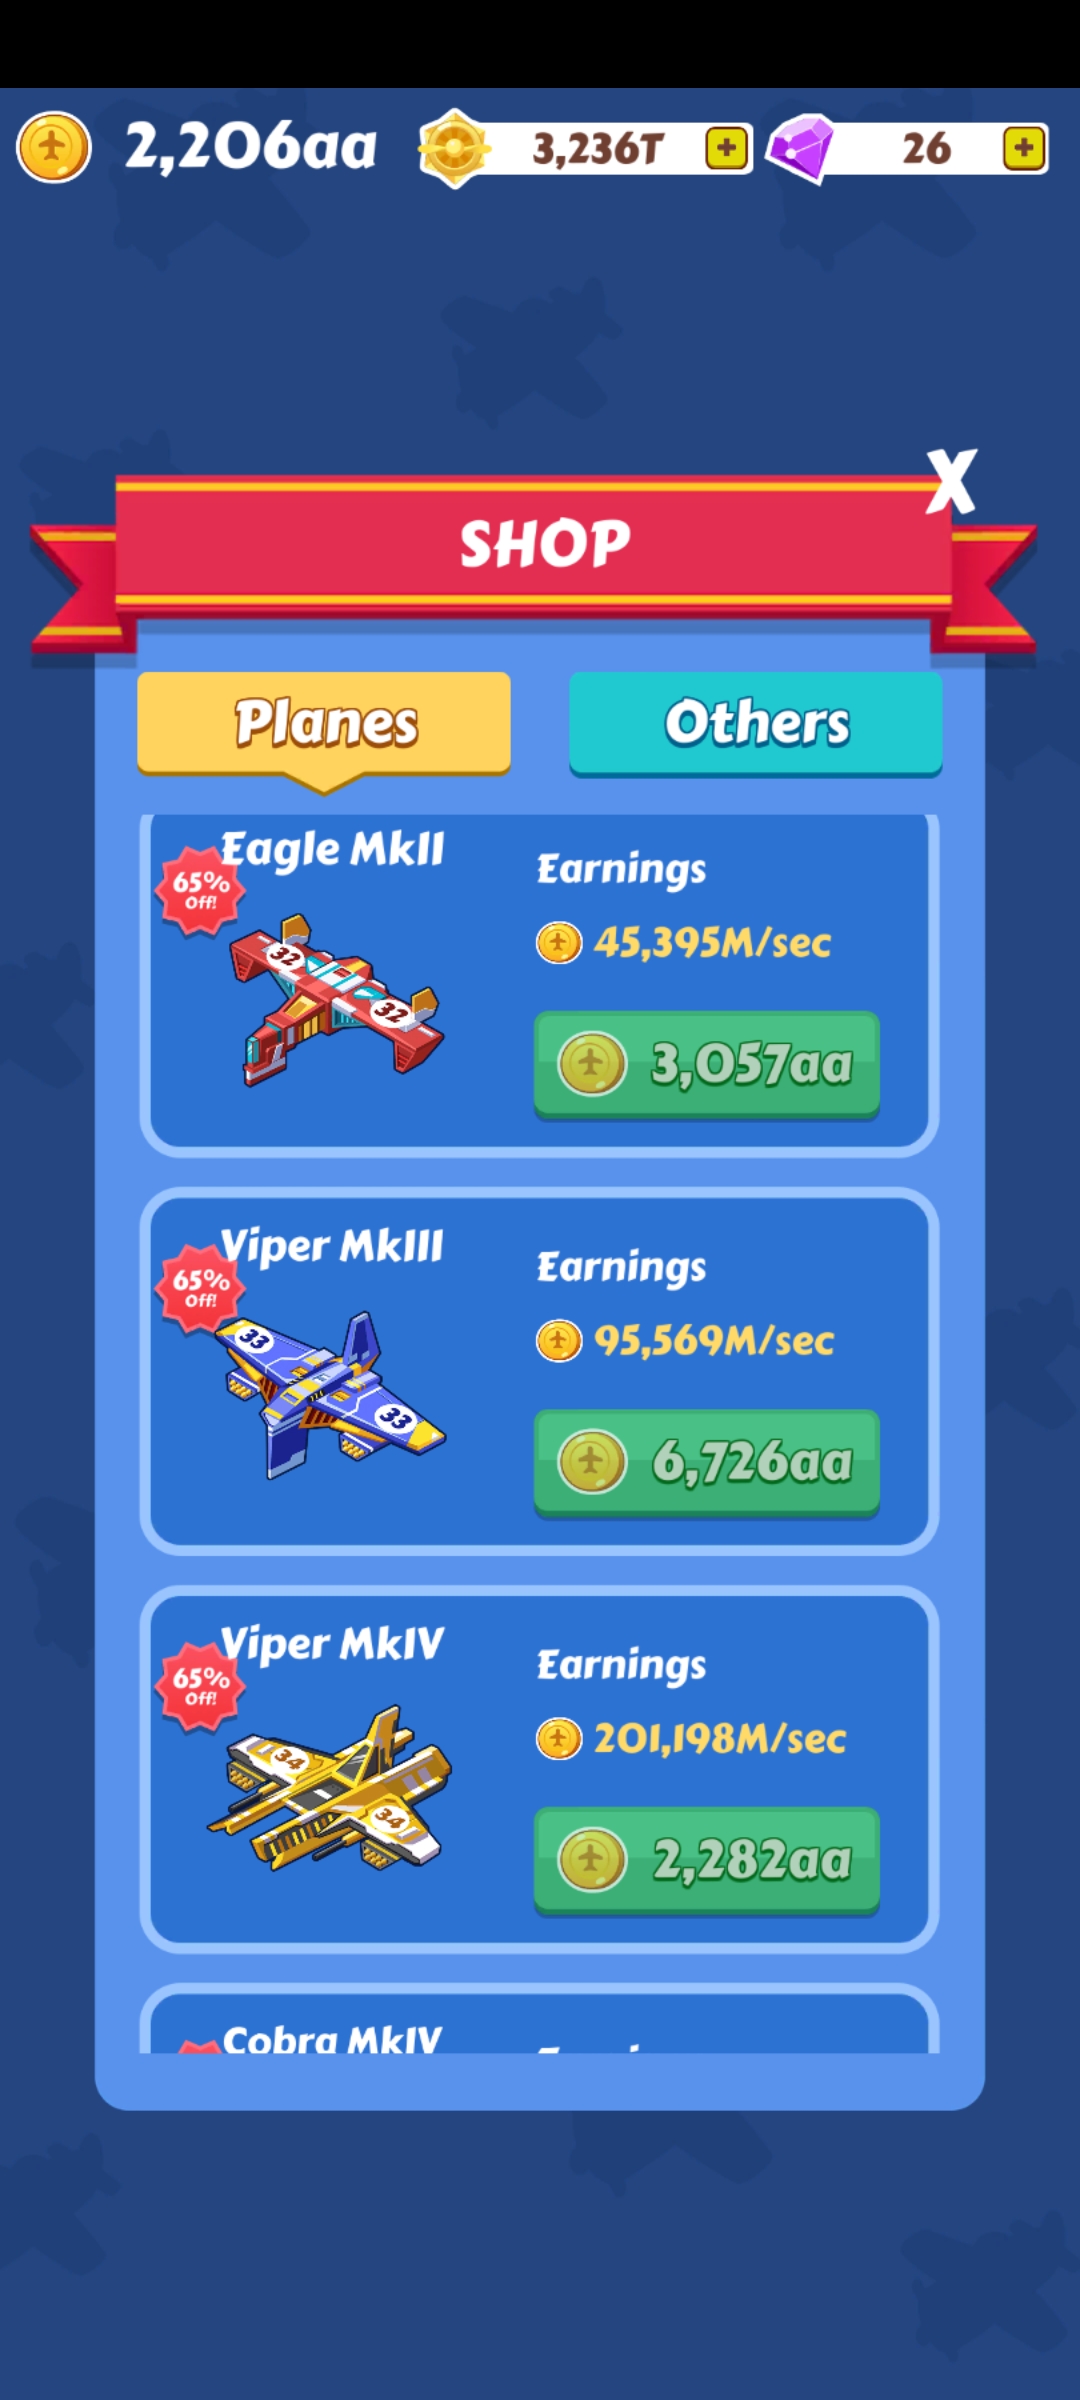 2,206aa 3,236T + 26 +
X
SHOP
Planes Others
Eagle MkII
65%
Off!
Earnings
45,395M/sec
32
32
3,057aa
Viper MkIII
65%
Off!
Earnings
95,569M/sec
33
33
6,726aa
Viper MkIV
65%
Off!
Earnings
201,198M/sec
34
34
2,282aa
Cobra MkIV